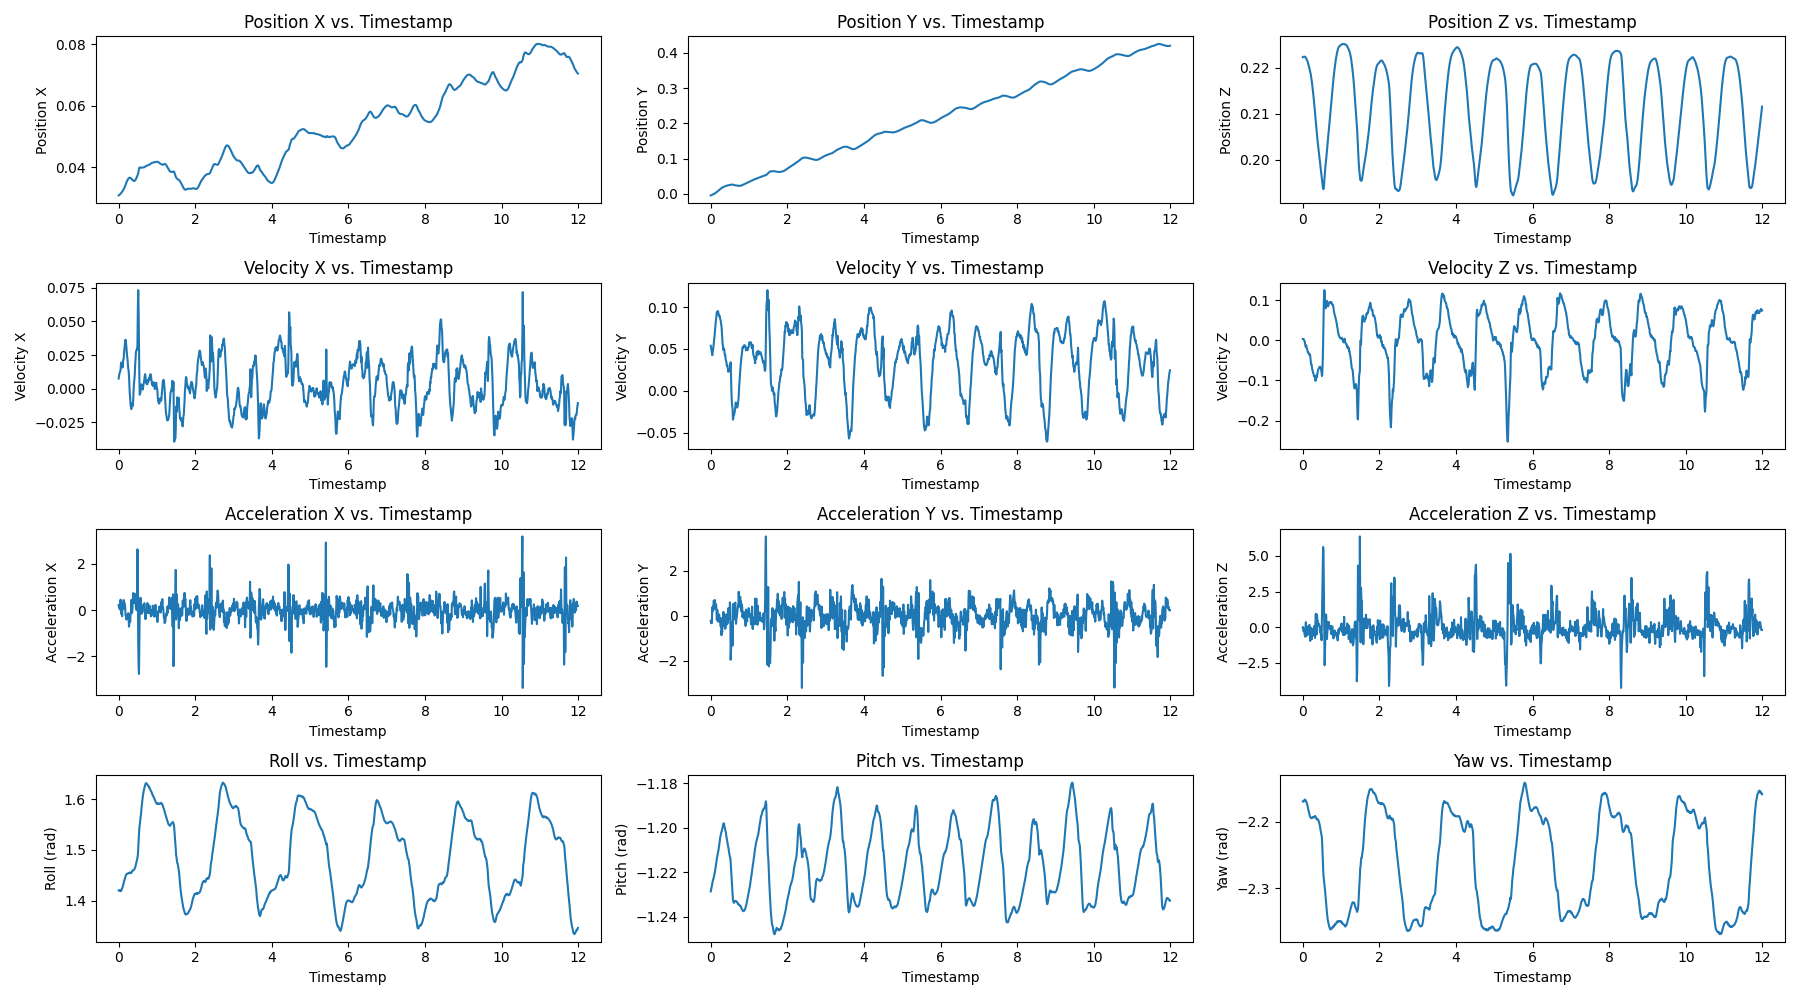 Position X vs. Timestamp
Position X
0.08
0.06
0.04
0 2 4 6 8 10 12
Timestamp
Position Y vs. Timestamp
Position Y
0.4
0.3
0.2
0.1
0.0
0 2 4 6 8 10 12
Timestamp
Position Z vs. Timestamp
Position Z
0.22
0.21
0.20
0 2 4 6 8 10 12
Timestamp
Velocity X vs. Timestamp
Velocity X
0.075
0.050
0.025
0.000
−0.025
0 2 4 6 8 10 12
Timestamp
Velocity Y vs. Timestamp
Velocity Y
0.10
0.05
0.00
−0.05
0 2 4 6 8 10 12
Timestamp
Velocity Z vs. Timestamp
Velocity Z
0.1
0.0
−0.1
−0.2
0 2 4 6 8 10 12
Timestamp
Acceleration X vs. Timestamp
Acceleration X
2
0
−2
0 2 4 6 8 10 12
Timestamp
Acceleration Y vs. Timestamp
Acceleration Y
2
0
−2
0 2 4 6 8 10 12
Timestamp
Acceleration Z vs. Timestamp
Acceleration Z
5.0
2.5
0.0
−2.5
0 2 4 6 8 10 12
Timestamp
Roll vs. Timestamp
Roll (rad)
1.6
1.5
1.4
0 2 4 6 8 10 12
Timestamp
Pitch vs. Timestamp
Pitch (rad)
−1.18
−1.20
−1.22
−1.24
0 2 4 6 8 10 12
Timestamp
Yaw vs. Timestamp
Yaw (rad)
−2.2
−2.3
0 2 4 6 8 10 12
Timestamp